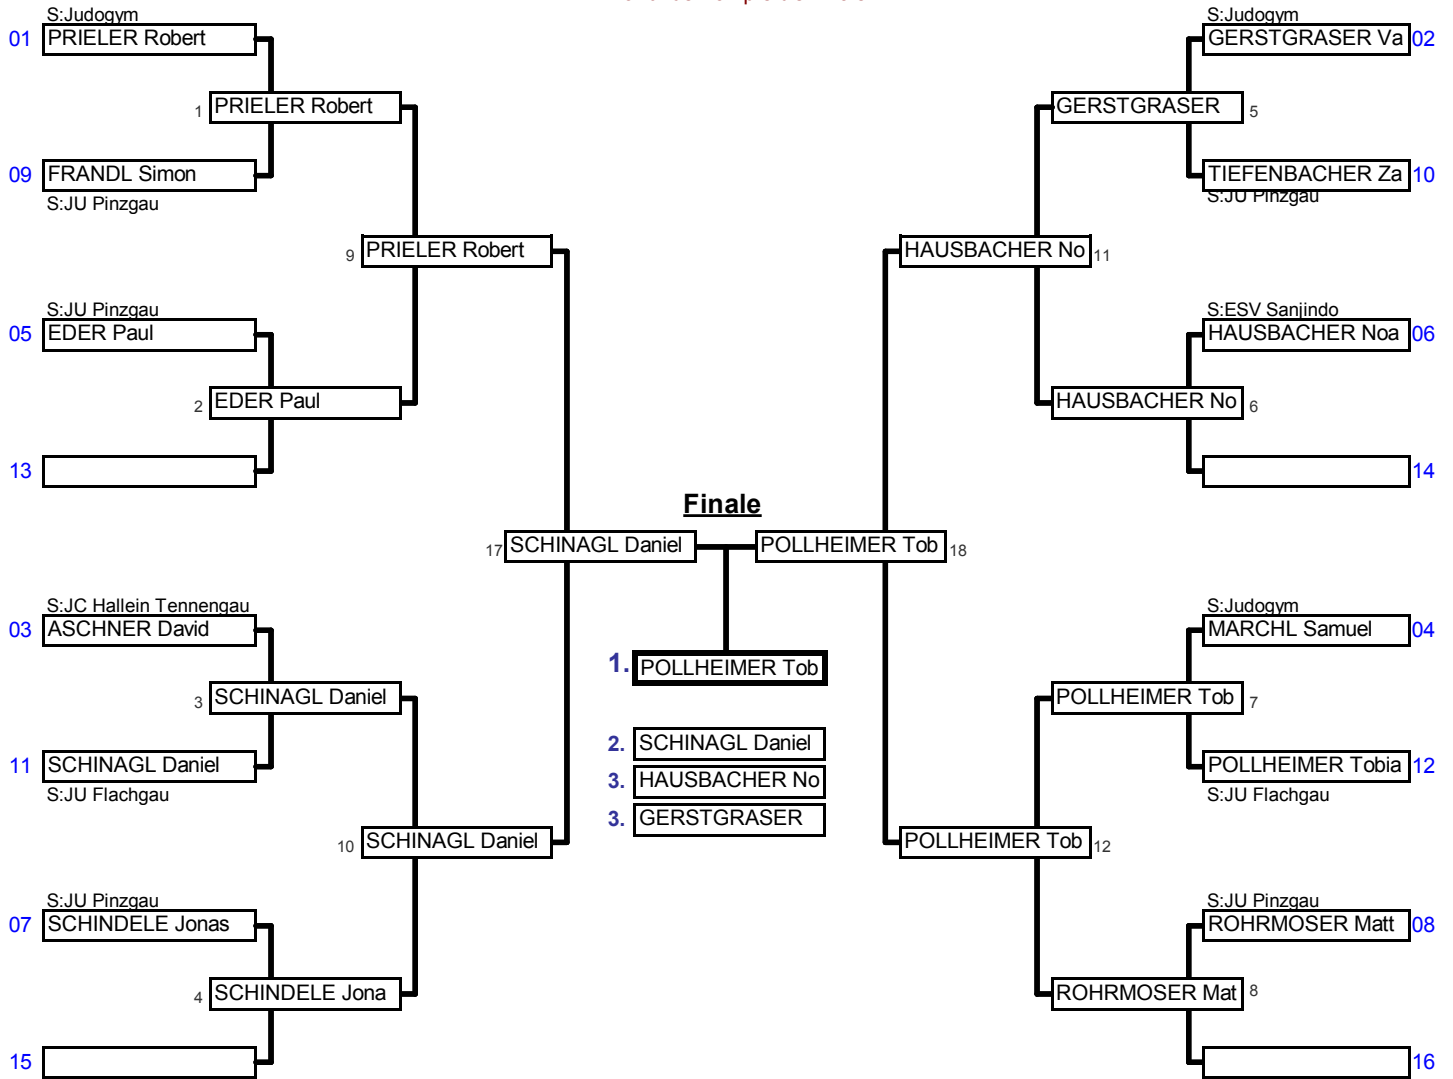 S:Judogym
01 PRIELER Robert
1 PRIELER Robert
09 FRANDL Simon
S:JU Pinzgau
9 PRIELER Robert
S:JU Pinzgau
05 EDER Paul
2 EDER Paul
13
17 SCHINAGL Daniel
S:JC Hallein Tennengau
03 ASCHNER David
3 SCHINAGL Daniel
11 SCHINAGL Daniel
S:JU Flachgau
10 SCHINAGL Daniel
S:JU Pinzgau
07 SCHINDELE Jonas
4 SCHINDELE Jona
15
Finale
1. POLLHEIMER Tob
2. SCHINAGL Daniel
3. HAUSBACHER No
3. GERSTGRASER
S:Judogym
GERSTGRASER Va 02
GERSTGRASER 5
TIEFENBACHER Za 10
S:JU Pinzgau
HAUSBACHER No 11
S:ESV Sanjindo
HAUSBACHER Noa 06
HAUSBACHER No 6
14
POLLHEIMER Tob 18
S:Judogym
MARCHL Samuel 04
POLLHEIMER Tob 7
POLLHEIMER Tobia 12
S:JU Flachgau
POLLHEIMER Tob 12
S:JU Pinzgau
ROHRMOSER Matt 08
ROHRMOSER Mat 8
16